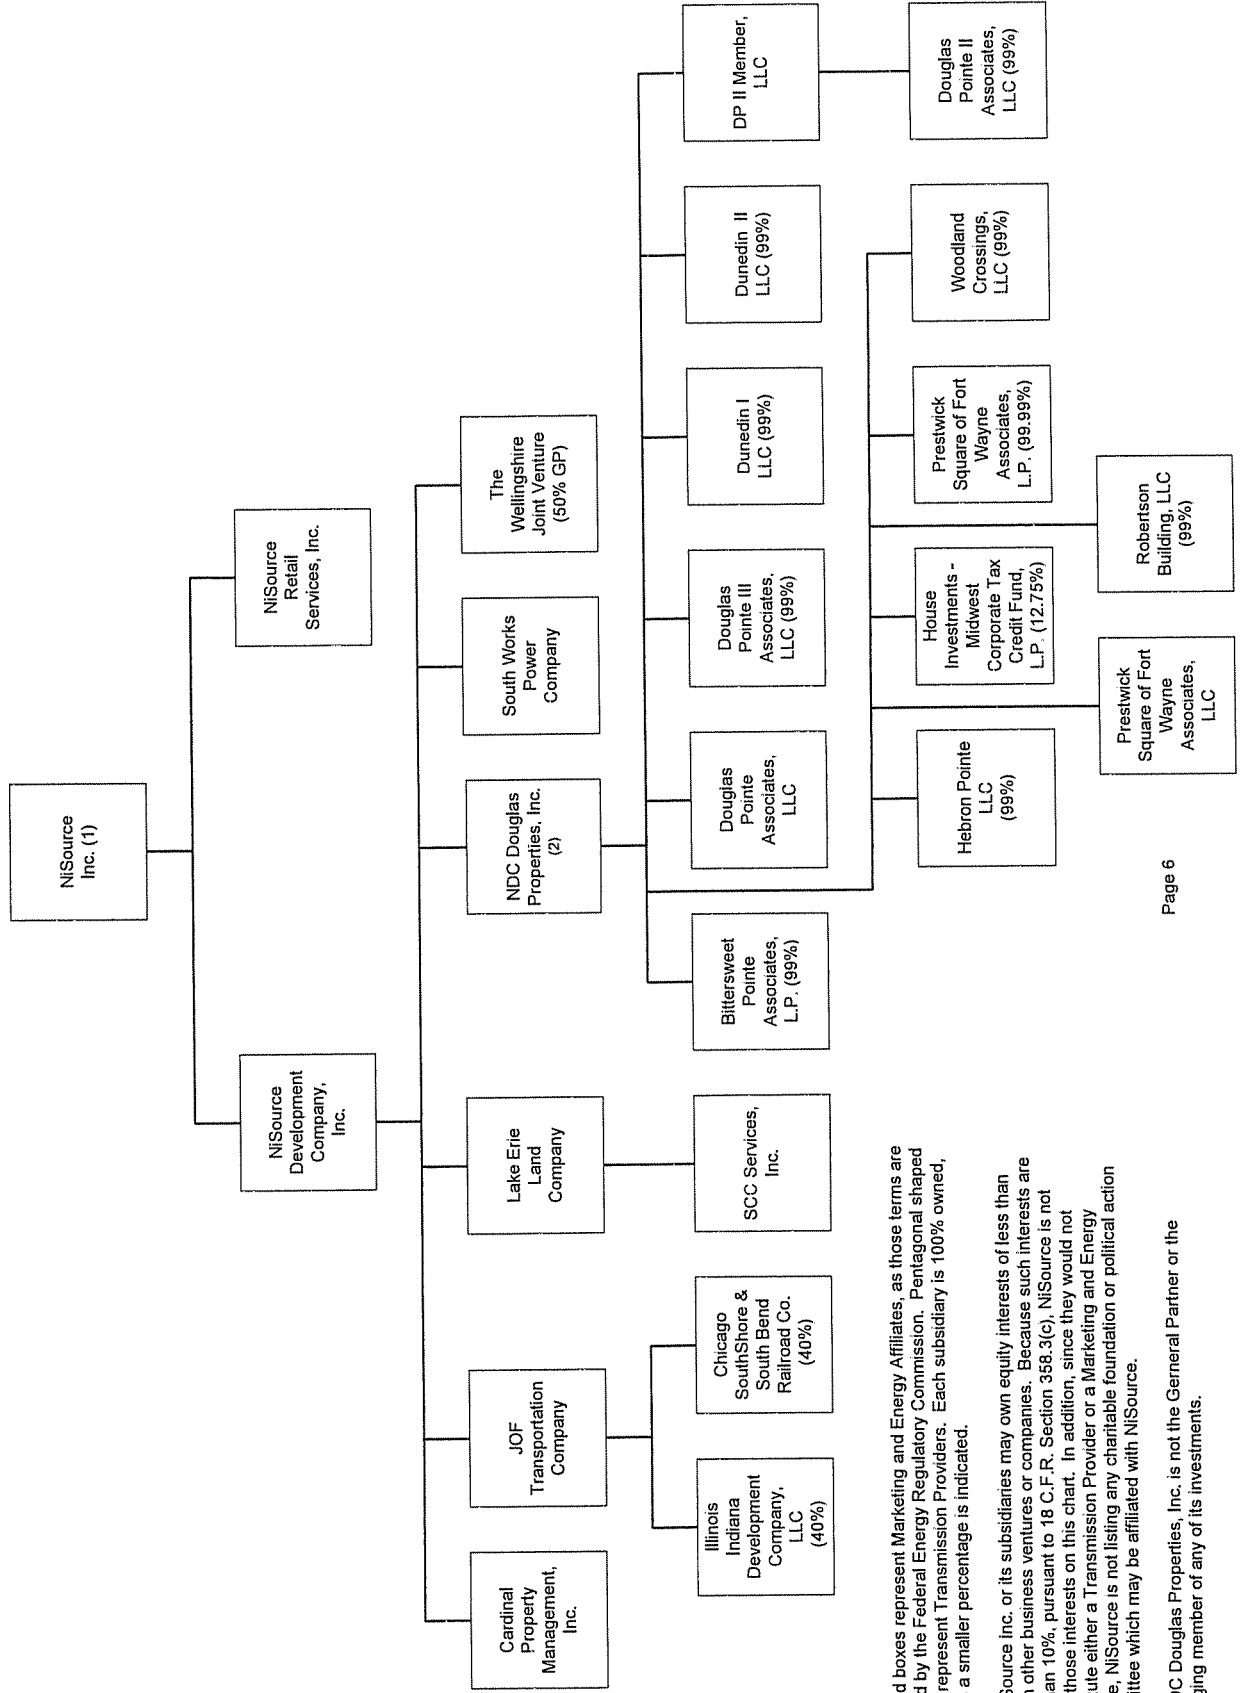 NiSource
Inc. (1)
NiSource
Development
Company,
Inc.
NiSource
Retail
Services, Inc.
Cardinal
Property
Management,
Inc.
JOF
Transportation
Company
Lake Erie
Land
Company
NDC Douglas
Properties, Inc.
(2)
South Works
Power
Company
The
Wellingshire
Joint Venture
(50% GP)
Illinois
Indiana
Development
Company,
LLC
(40%)
Chicago
SouthShore &
South Bend
Railroad Co.
(40%)
SCC Services,
Inc.
Bittersweet
Pointe
Associates,
L.P. (99%)
Douglas
Pointe
Associates,
LLC
Douglas
Pointe III
Associates,
LLC (99%)
Dunedin I
LLC (99%)
Dunedin II
LLC (99%)
DP II Member,
LLC
Hebron Pointe
LLC
(99%)
House
Investments -
Midwest
Corporate Tax
Credit Fund,
L.P. (12.75%)
Prestwick
Square of Fort
Wayne
Associates,
L.P. (99.99%)
Woodland
Crossings,
LLC (99%)
Douglas
Pointe II
Associates,
LLC (99%)
Prestwick
Square of Fort
Wayne
Associates,
LLC
Robertson
Building, LLC
(99%)
boxes represent Marketing and Energy Affiliates, as those terms are
by the Federal Energy Regulatory Commission. Pentagonal shaped
represent Transmission Providers. Each subsidiary is 100% owned,
a smaller percentage is indicated.
Source inc. or its subsidiaries may own equity interests of less than
other business ventures or companies. Because such interests are
an 10%, pursuant to 18 C.F.R. Section 358.3(c), NiSource is not
those interests on this chart. In addition, since they would not
ute either a Transmission Provider or a Marketing and Energy
e, NiSource is not listing any charitable foundation or political action
ittee which may be affiliated with NiSource.
C Douglas Properties, Inc. is not the Gerneral Partner or the
ging member of any of its investments.
Page 6